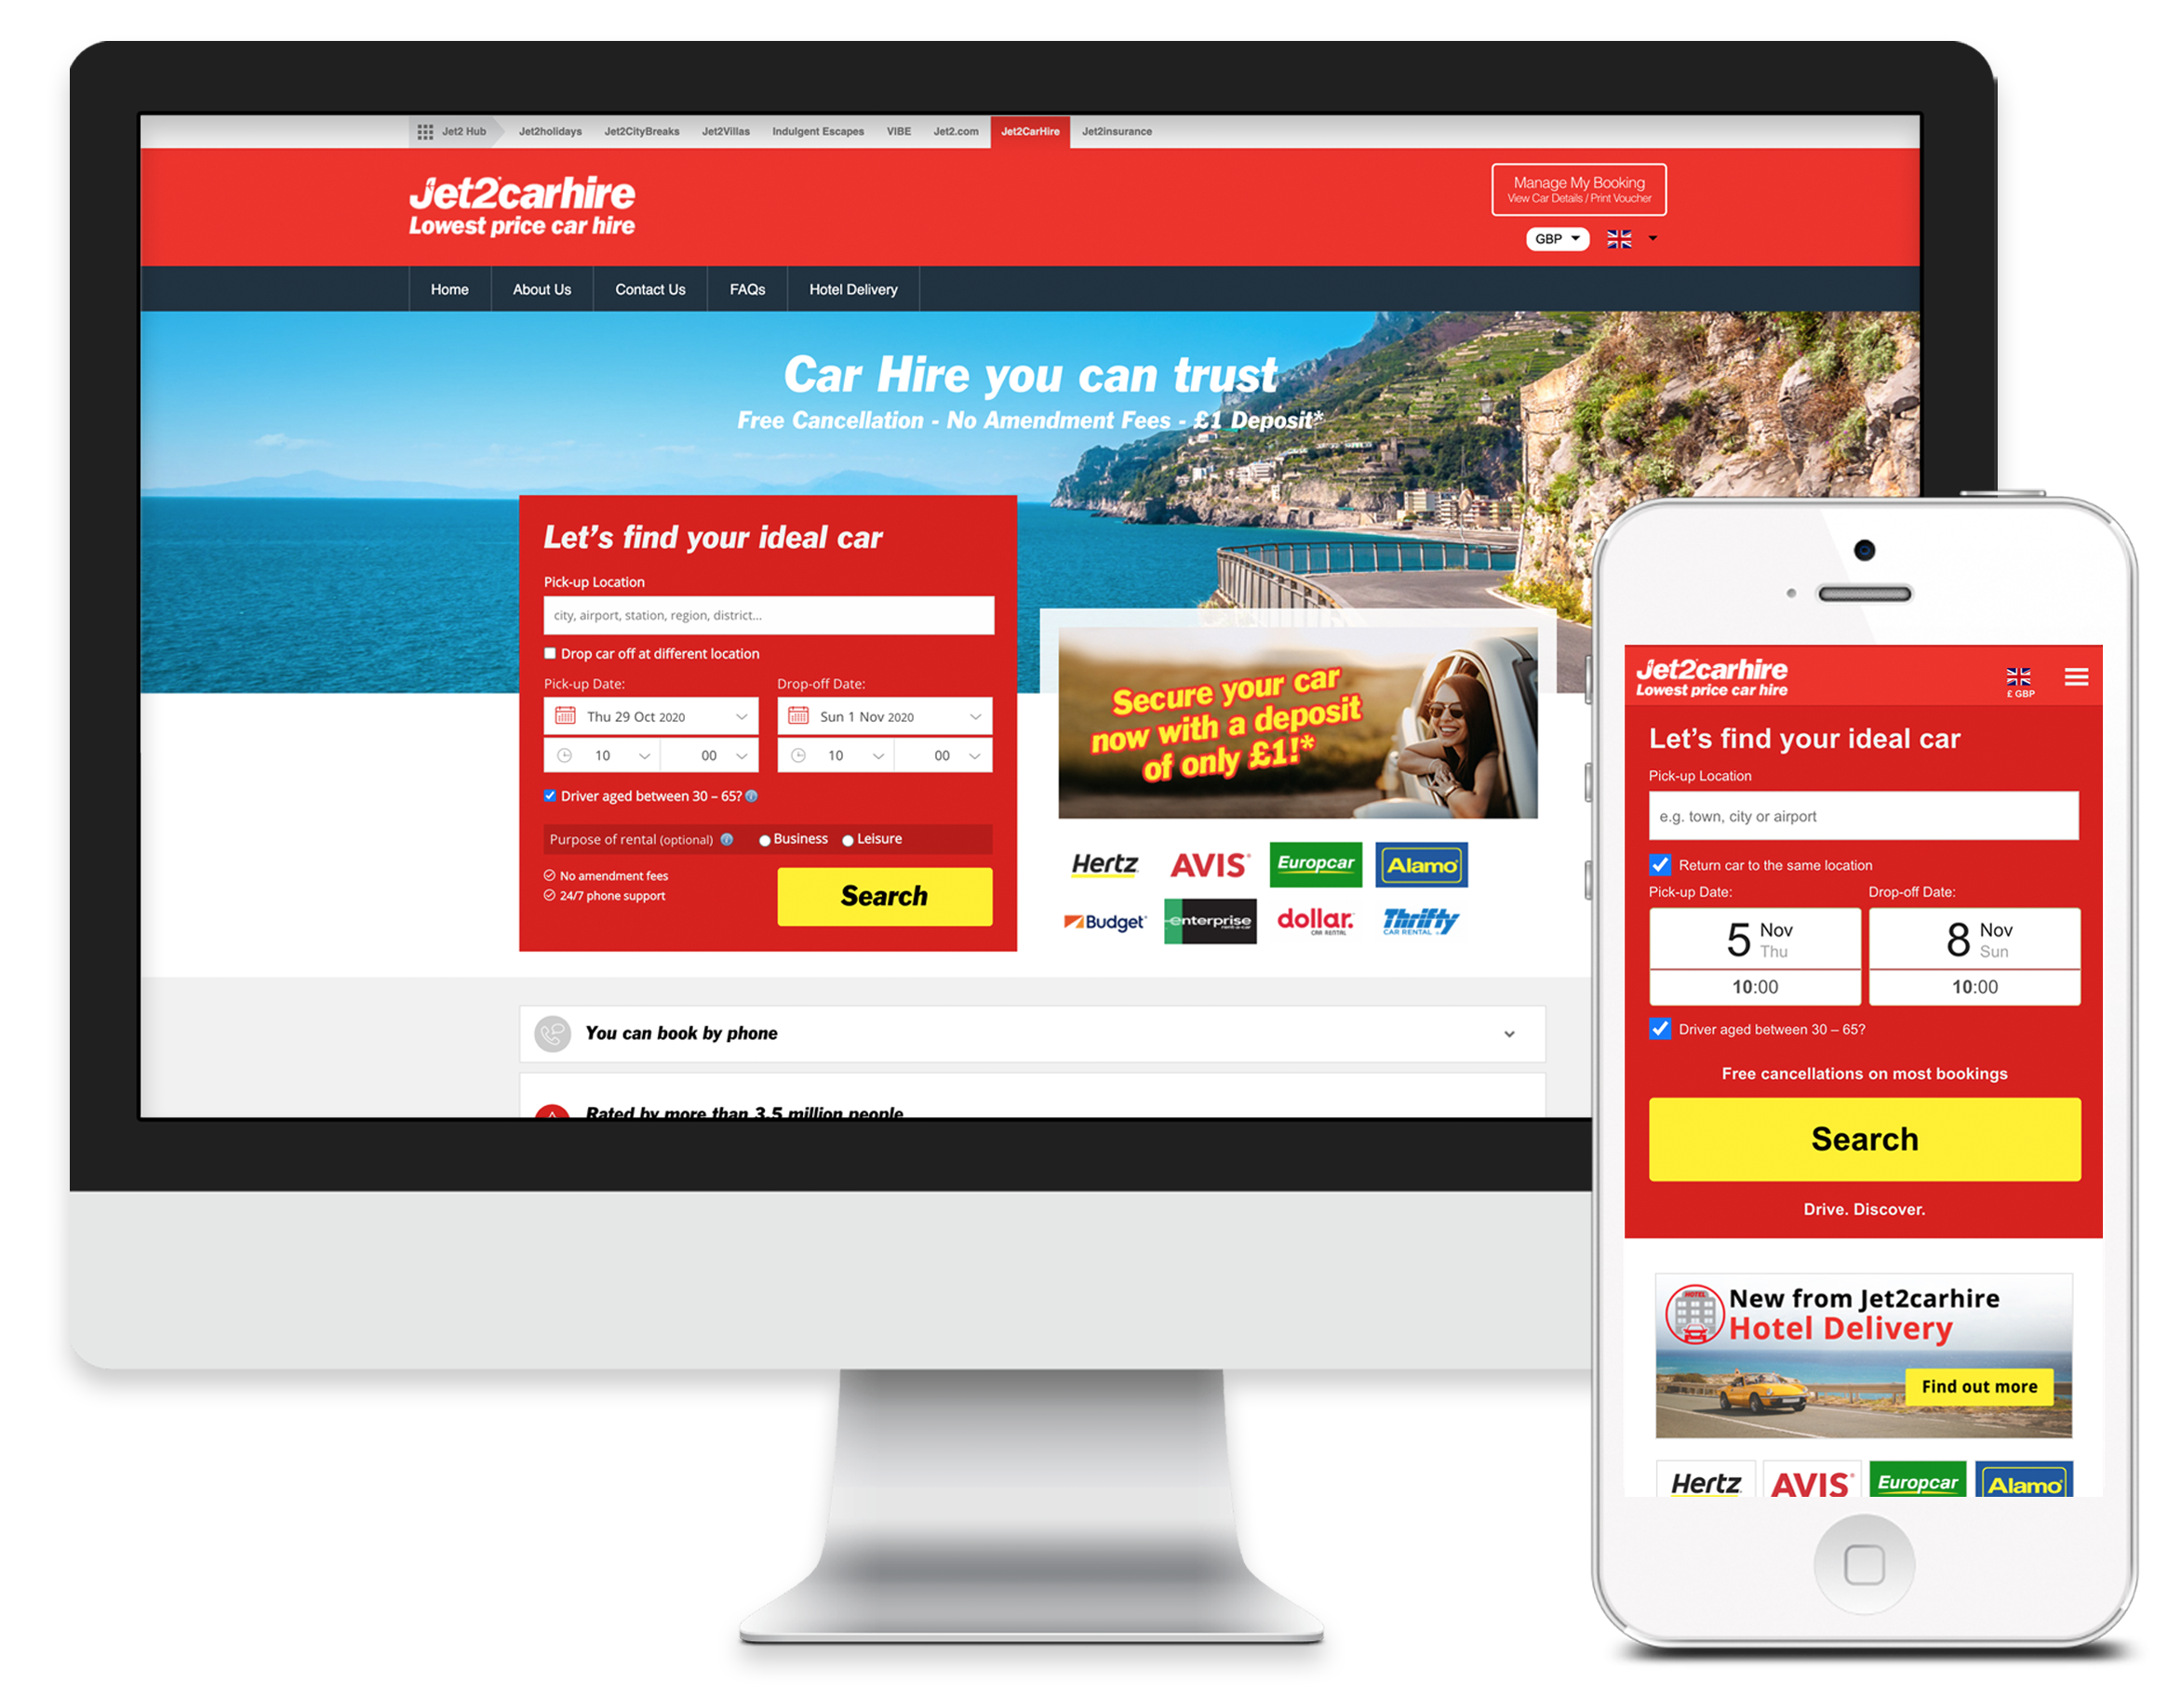 Jet2 Hub Jet2holidays Jet2CityBreaks Jet2Villas Indulgent Escapes VIBE Jet2.com Jet2CarHire Jet2insurance
Jet2carhire
Lowest price car hire
Manage My Booking
View Car Details / Print Voucher
GBP
Home About Us Contact Us FAQs Hotel Delivery
Car Hire you can trust
Free Cancellation - No Amendment Fees - £1 Deposit*
Let's find your ideal car
Pick-up Location
city, airport, station, region, district...
Drop car off at different location
Pick-up Date: Drop-off Date:
Thu 29 Oct 2020 Sun 1 Nov 2020
10 00 10 00
Driver aged between 30 – 65?
Purpose of rental (optional) Business Leisure
No amendment fees
24/7 phone support
Search
Secure your car
now with a deposit
of only £1!*
Hertz AVIS Europcar Alamo
Budget enterprise rent-a-car dollar. CAR RENTAL Thrifty CAR RENTAL
You can book by phone
Rated by more than 3.5 million people
Jet2carhire
Lowest price car hire
£ GBP
Let's find your ideal car
Pick-up Location
e.g. town, city or airport
Return car to the same location
Pick-up Date: Drop-off Date:
5 Nov Thu 8 Nov Sun
10:00 10:00
Driver aged between 30 – 65?
Free cancellations on most bookings
Search
Drive. Discover.
HOTEL
New from Jet2carhire
Hotel Delivery
Find out more
Hertz AVIS Europcar Alamo